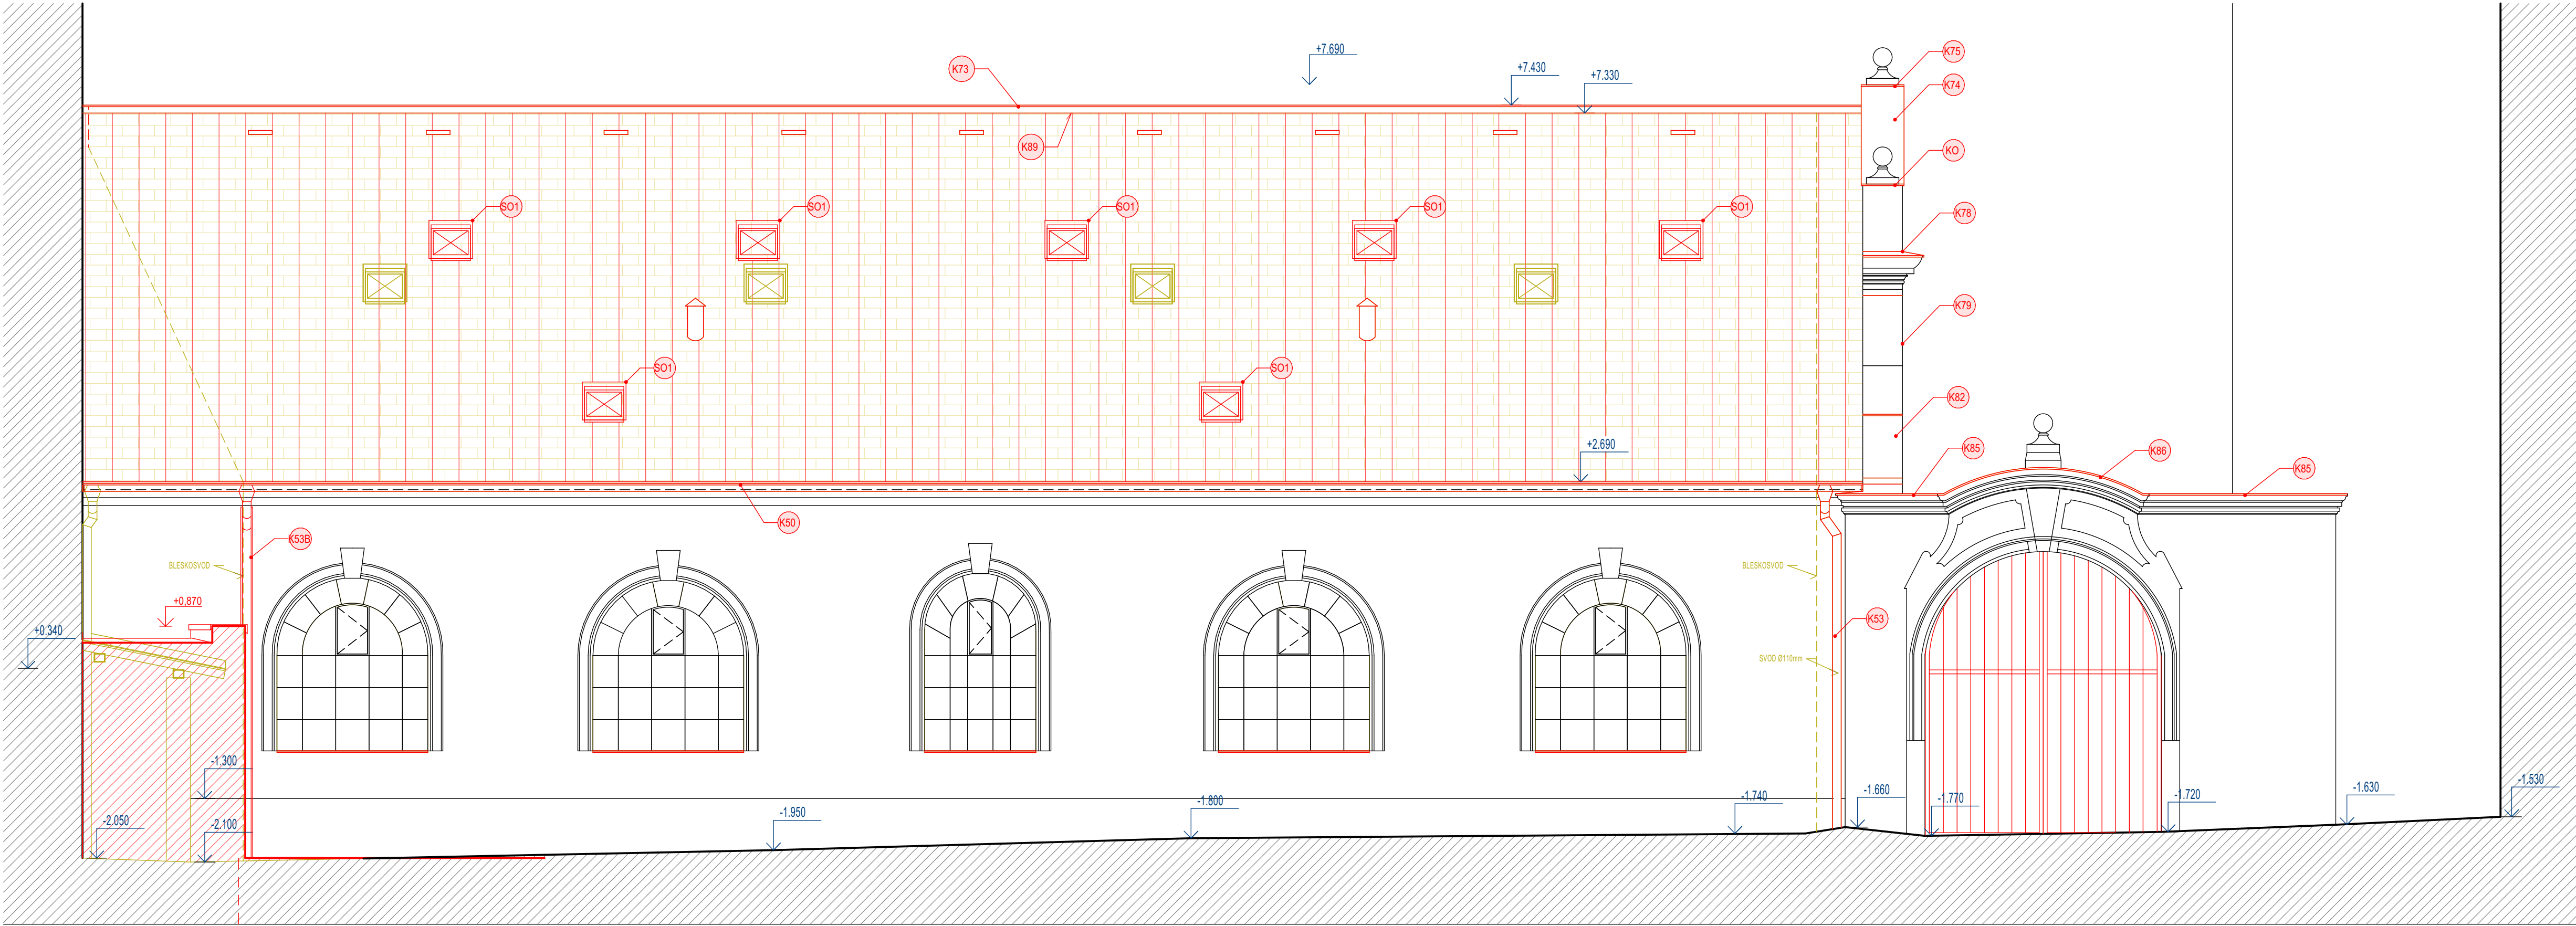 +7.690
K75
K73
+7.430
+7.330
K74
K89
KO
SO1
SO1
SO1
SO1
SO1
K78
K79
SO1
SO1
K82
+2.690
K85
K86
K85
K50
K53B
BLESKOSVOD
BLESKOSVOD
+0,870
K53
+0.340
SVOD Ø110mm
-1.300
-1.530
-1.660
-1.630
-1.740
-1.770
-1.720
-1.800
-1.950
-2.050
-2.100